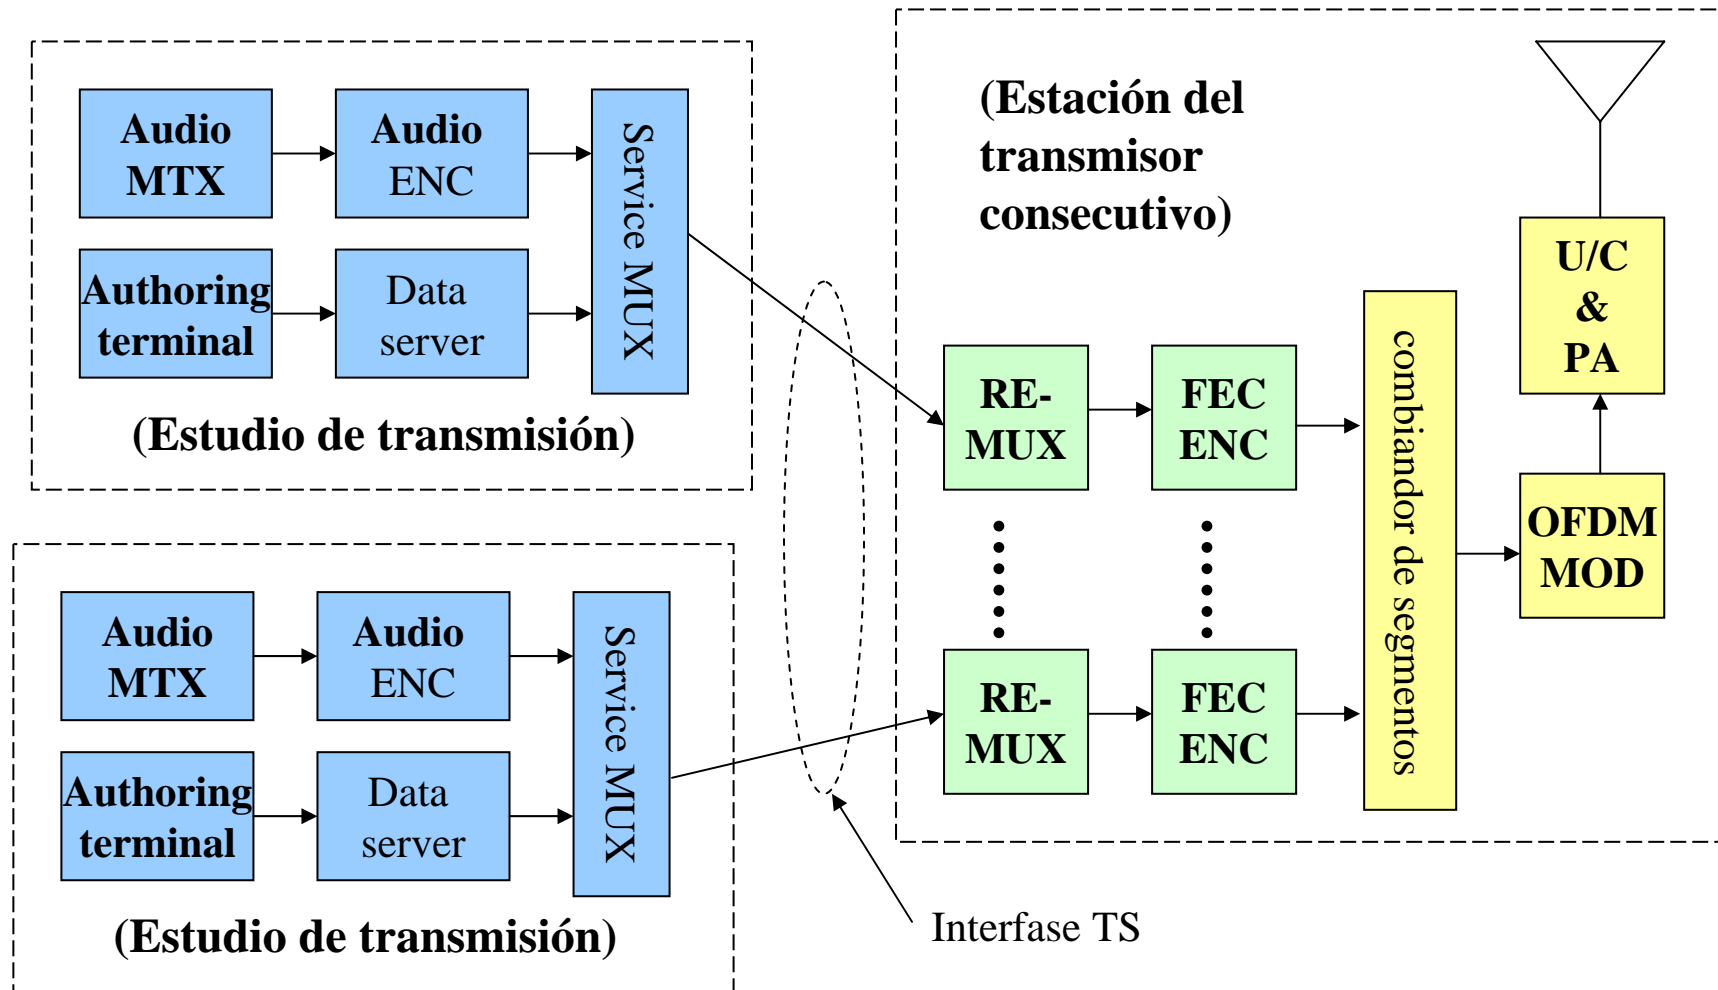 Audio
MTX
Audio
ENC
Service MUX
Authoring
terminal
Data
server
(Estudio de transmisión)
Audio
MTX
Audio
ENC
Service MUX
Authoring
terminal
Data
server
(Estudio de transmisión)
Interfase TS
(Estación del
transmisor
consecutivo)
RE-
MUX
FEC
ENC
RE-
MUX
FEC
ENC
combiandor de segmentos
U/C
&
PA
OFDM
MOD